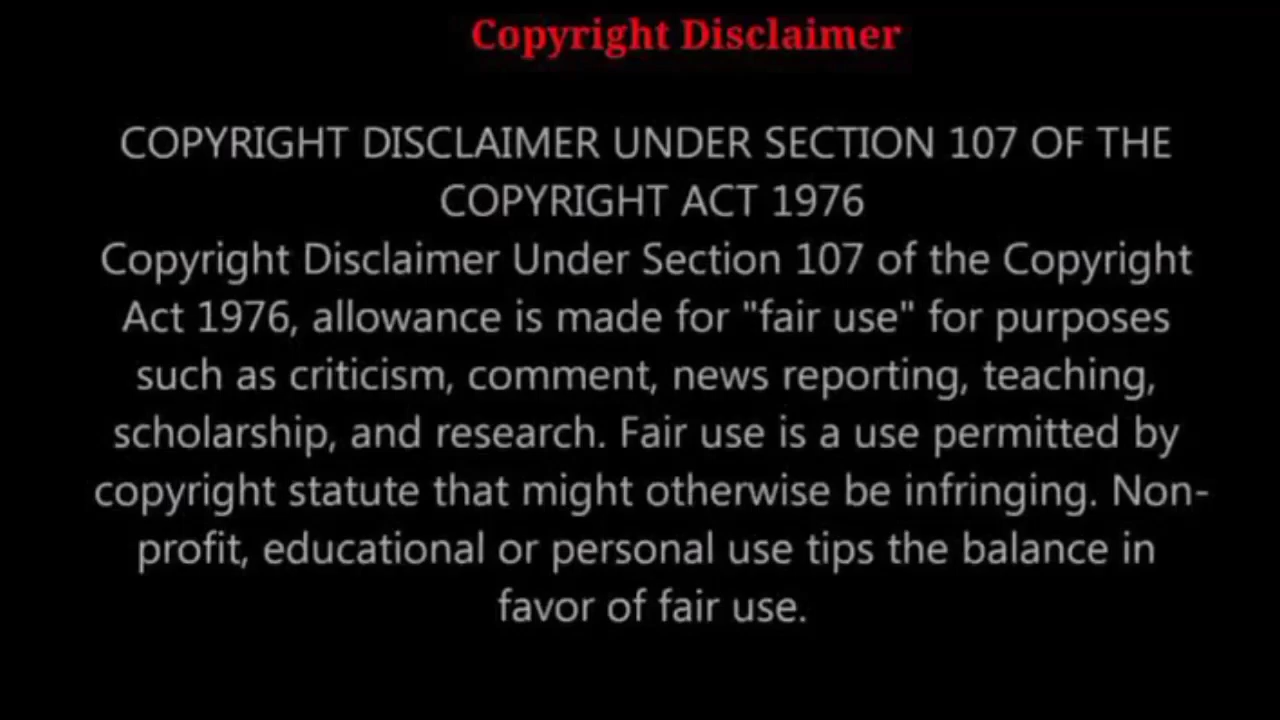 Copyright Disclaimer
COPYRIGHT DISCLAIMER UNDER SECTION 107 OF THE
COPYRIGHT ACT 1976
Copyright Disclaimer Under Section 107 of the Copyright
Act 1976, allowance is made for "fair use" for purposes
such as criticism, comment, news reporting, teaching,
scholarship, and research. Fair use is a use permitted by
copyright statute that might otherwise be infringing. Non-
profit, educational or personal use tips the balance in
favor of fair use.